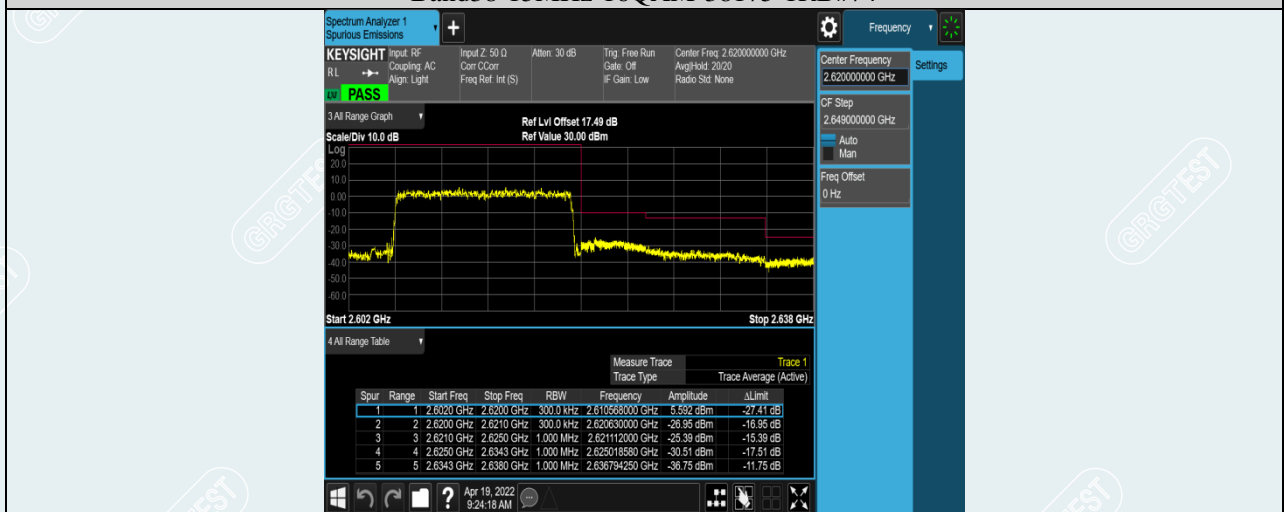 Spectrum Analyzer 1
Spurious Emissions
+
Frequency
KEYSIGHT Input: RF Input Z: 50 Ω Atten: 30 dB Trig: Free Run Center Freq: 2.620000000 GHz
RL Coupling: AC Corr CCorr Gate: Off Avg|Hold: 20/20
Align: Light Freq Ref: Int (S) IF Gain: Low Radio Std: None
PASS
Center Frequency
2.620000000 GHz
Settings
CF Step
2.649000000 GHz
Auto
Man
Freq Offset
0 Hz
3 All Range Graph
Ref Lvl Offset 17.49 dB
Scale/Div 10.0 dB Ref Value 30.00 dBm
Log
20.0
10.0
0.00
-10.0
-20.0
-30.0
-40.0
-50.0
-60.0
Start 2.602 GHz Stop 2.638 GHz
4 All Range Table
Measure Trace Trace 1
Trace Type Trace Average (Active)
Spur Range Start Freq Stop Freq RBW Frequency Amplitude ΔLimit
1 1 2.6020 GHz 2.6200 GHz 300.0 kHz 2.610568000 GHz 5.592 dBm -27.41 dB
2 2 2.6200 GHz 2.6210 GHz 300.0 kHz 2.620630000 GHz -26.95 dBm -16.95 dB
3 3 2.6210 GHz 2.6250 GHz 1.000 MHz 2.621112000 GHz -25.39 dBm -15.39 dB
4 4 2.6250 GHz 2.6343 GHz 1.000 MHz 2.625018580 GHz -30.51 dBm -17.51 dB
5 5 2.6343 GHz 2.6380 GHz 1.000 MHz 2.636794250 GHz -36.75 dBm -11.75 dB
? Apr 19, 2022
9:24:18 AM
GRGTEST
GRGTEST